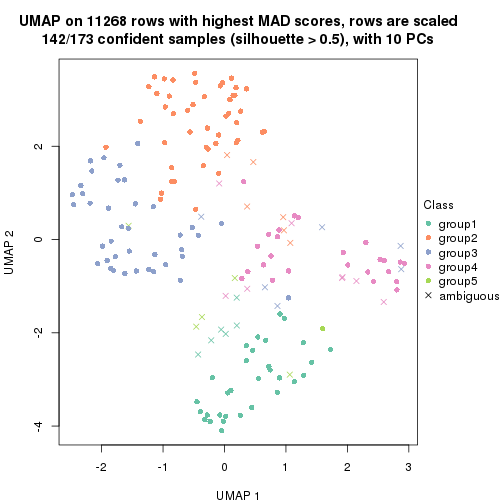 UMAP on 11268 rows with highest MAD scores, rows are scaled
142/173 confident samples (silhouette > 0.5), with 10 PCs
2
0
-2
-4
UMAP 2
-2
-1
0
1
2
3
UMAP 1
Class
group1
group2
group3
group4
group5
ambiguous